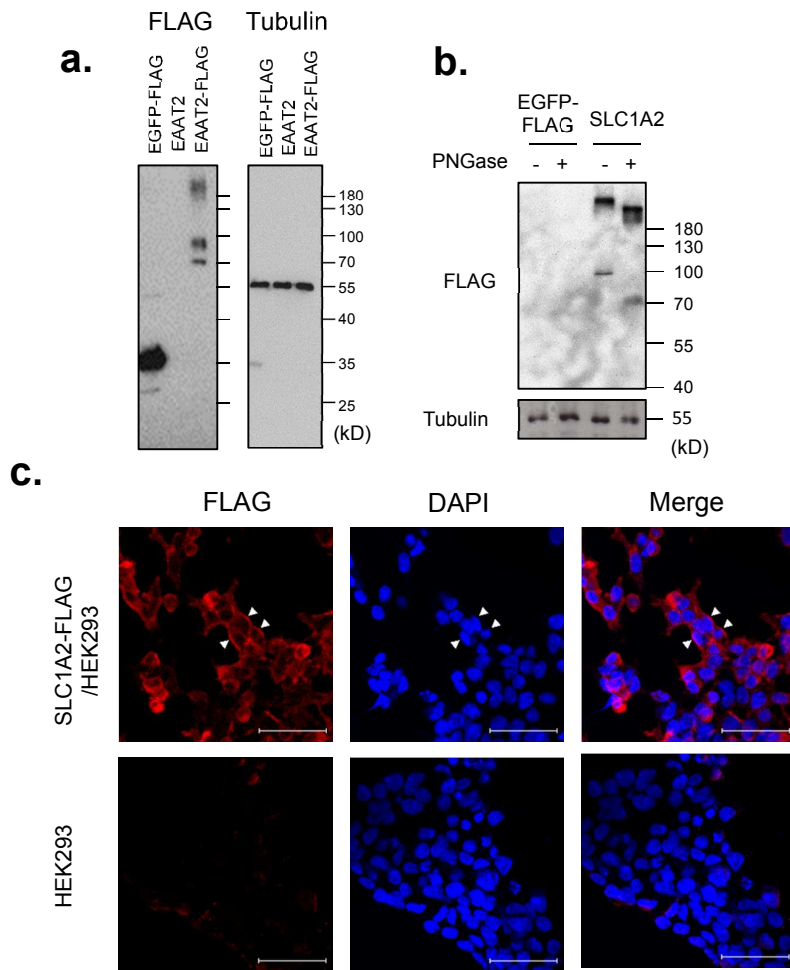 a.
FLAG
Tubulin
EGFP-FLAG
EAAT2
EAAT2-FLAG
EGFP-FLAG
EAAT2
EAAT2-FLAG
180
130
100
70
55
40
35
25
(kD)
b.
EGFP-
FLAG
SLC1A2
PNGase - + - +
FLAG
180
130
100
70
55
40
Tubulin
55
(kD)
c.
FLAG
DAPI
Merge
SLC1A2-FLAG
/HEK293
HEK293